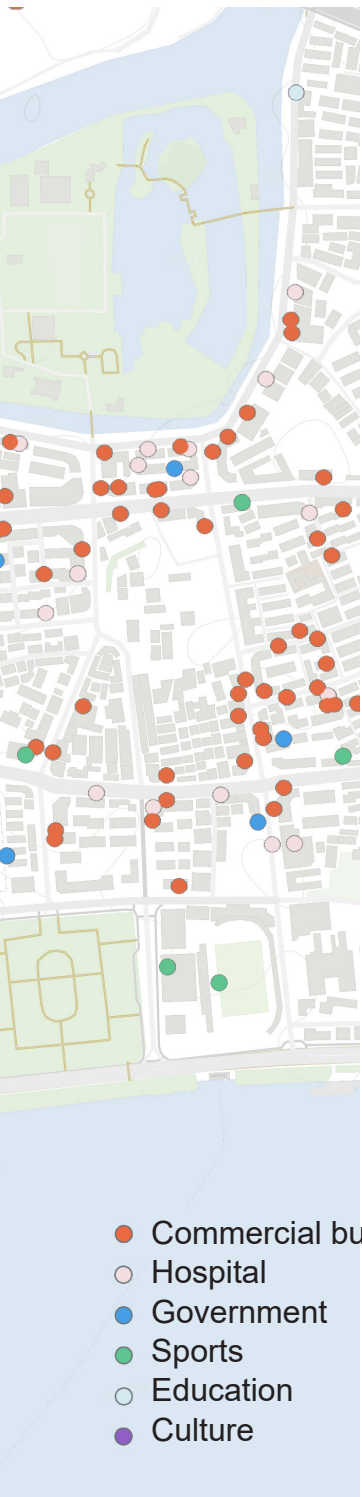 Commercial bu
Hospital
Government
Sports
Education
Culture